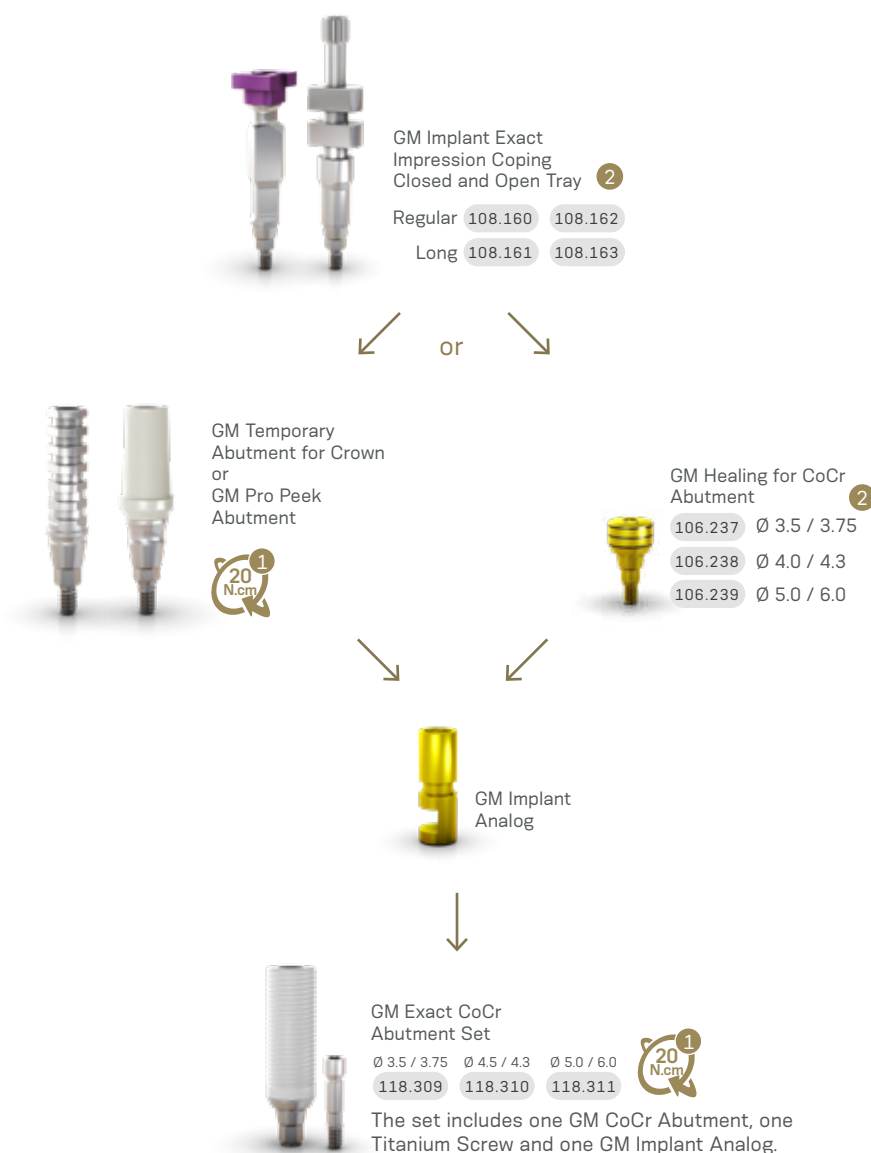 GM Implant Exact
Impression Coping
Closed and Open Tray 2
Regular 108.160 108.162
Long 108.161 108.163
or
GM Temporary
Abutment for Crown
or
GM Pro Peek
Abutment
20 N.cm 1
GM Healing for CoCr
Abutment 2
106.237 Ø 3.5 / 3.75
106.238 Ø 4.0 / 4.3
106.239 Ø 5.0 / 6.0
GM Implant
Analog
GM Exact CoCr
Abutment Set
Ø 3.5 / 3.75 Ø 4.5 / 4.3 Ø 5.0 / 6.0
118.309 118.310 118.311
20 N.cm 1
The set includes one GM CoCr Abutment, one
Titanium Screw and one GM Implant Analog.